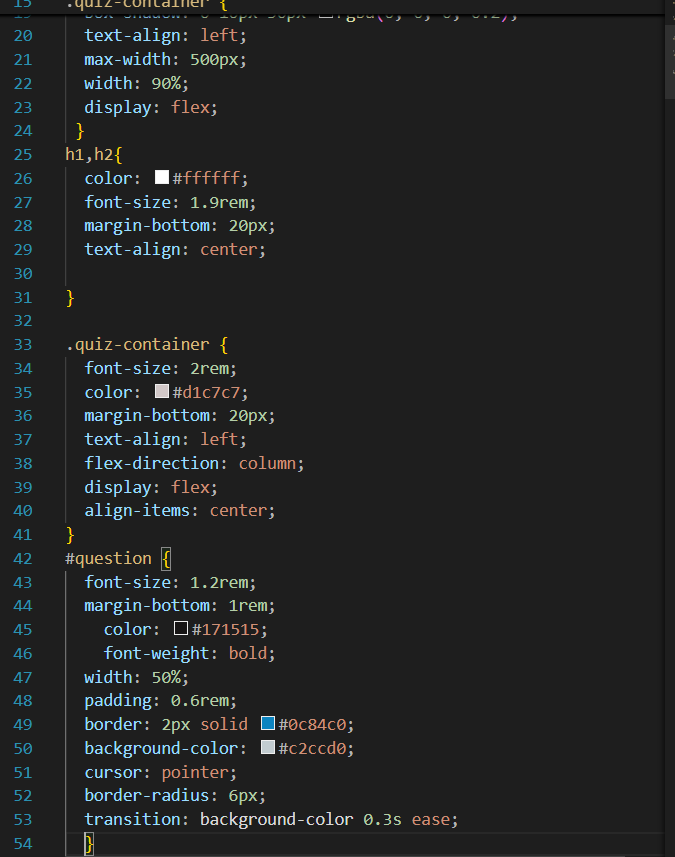 15 .quiz-container {
20 text-align: left;
21 max-width: 500px;
22 width: 90%;
23 display: flex;
24 }
25 h1,h2{
26 color: #ffffff;
27 font-size: 1.9rem;
28 margin-bottom: 20px;
29 text-align: center;
30
31 }
32
33 .quiz-container {
34 font-size: 2rem;
35 color: #d1c7c7;
36 margin-bottom: 20px;
37 text-align: left;
38 flex-direction: column;
39 display: flex;
40 align-items: center;
41 }
42 #question {
43 font-size: 1.2rem;
44 margin-bottom: 1rem;
45 color: #171515;
46 font-weight: bold;
47 width: 50%;
48 padding: 0.6rem;
49 border: 2px solid #0c84c0;
50 background-color: #c2ccd0;
51 cursor: pointer;
52 border-radius: 6px;
53 transition: background-color 0.3s ease;
54 }